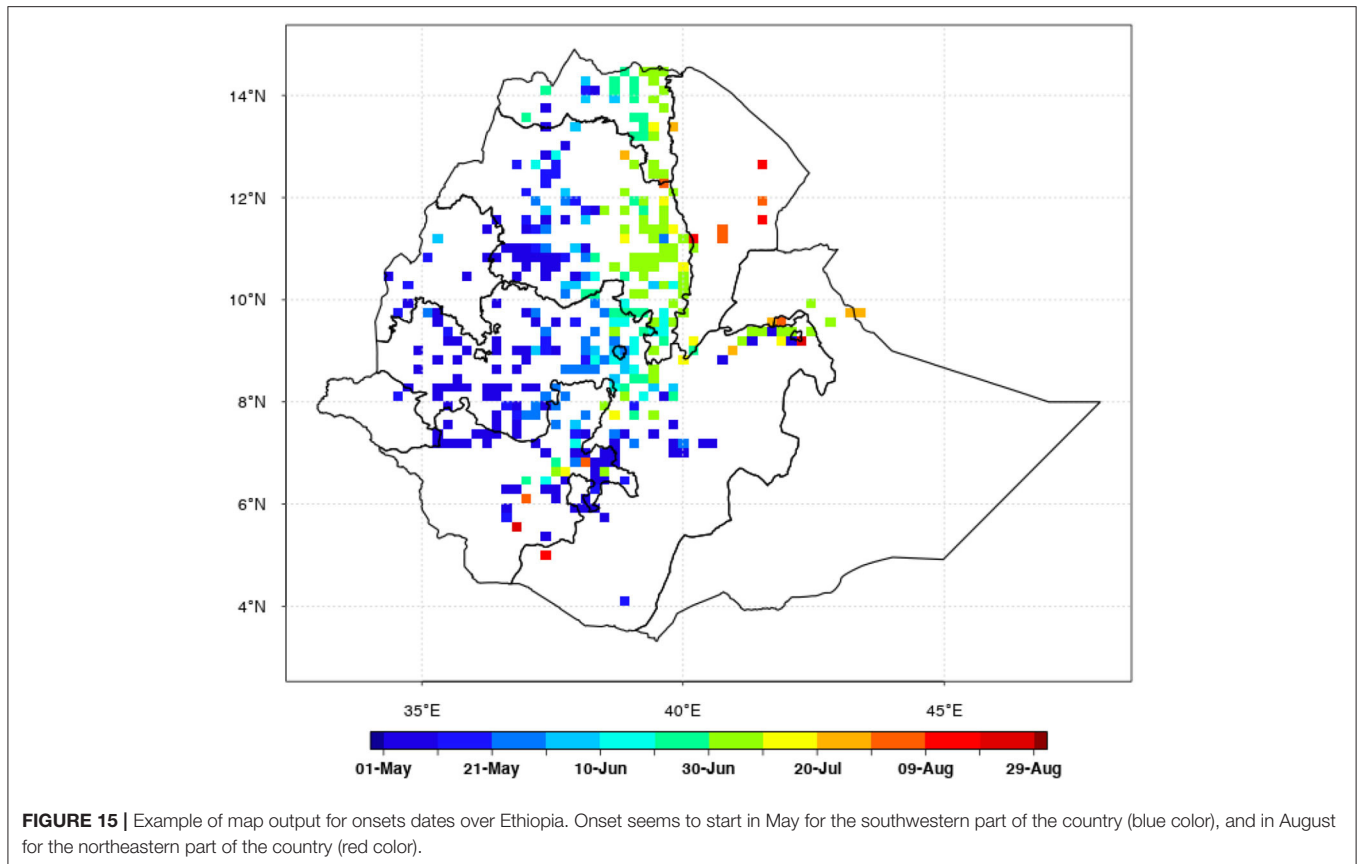 14°N
12°N
10°N
8°N
6°N
4°N
35°E 40°E 45°E
01-May 21-May 10-Jun 30-Jun 20-Jul 09-Aug 29-Aug
FIGURE 15 | Example of map output for onsets dates over Ethiopia. Onset seems to start in May for the southwestern part of the country (blue color), and in August
for the northeastern part of the country (red color).